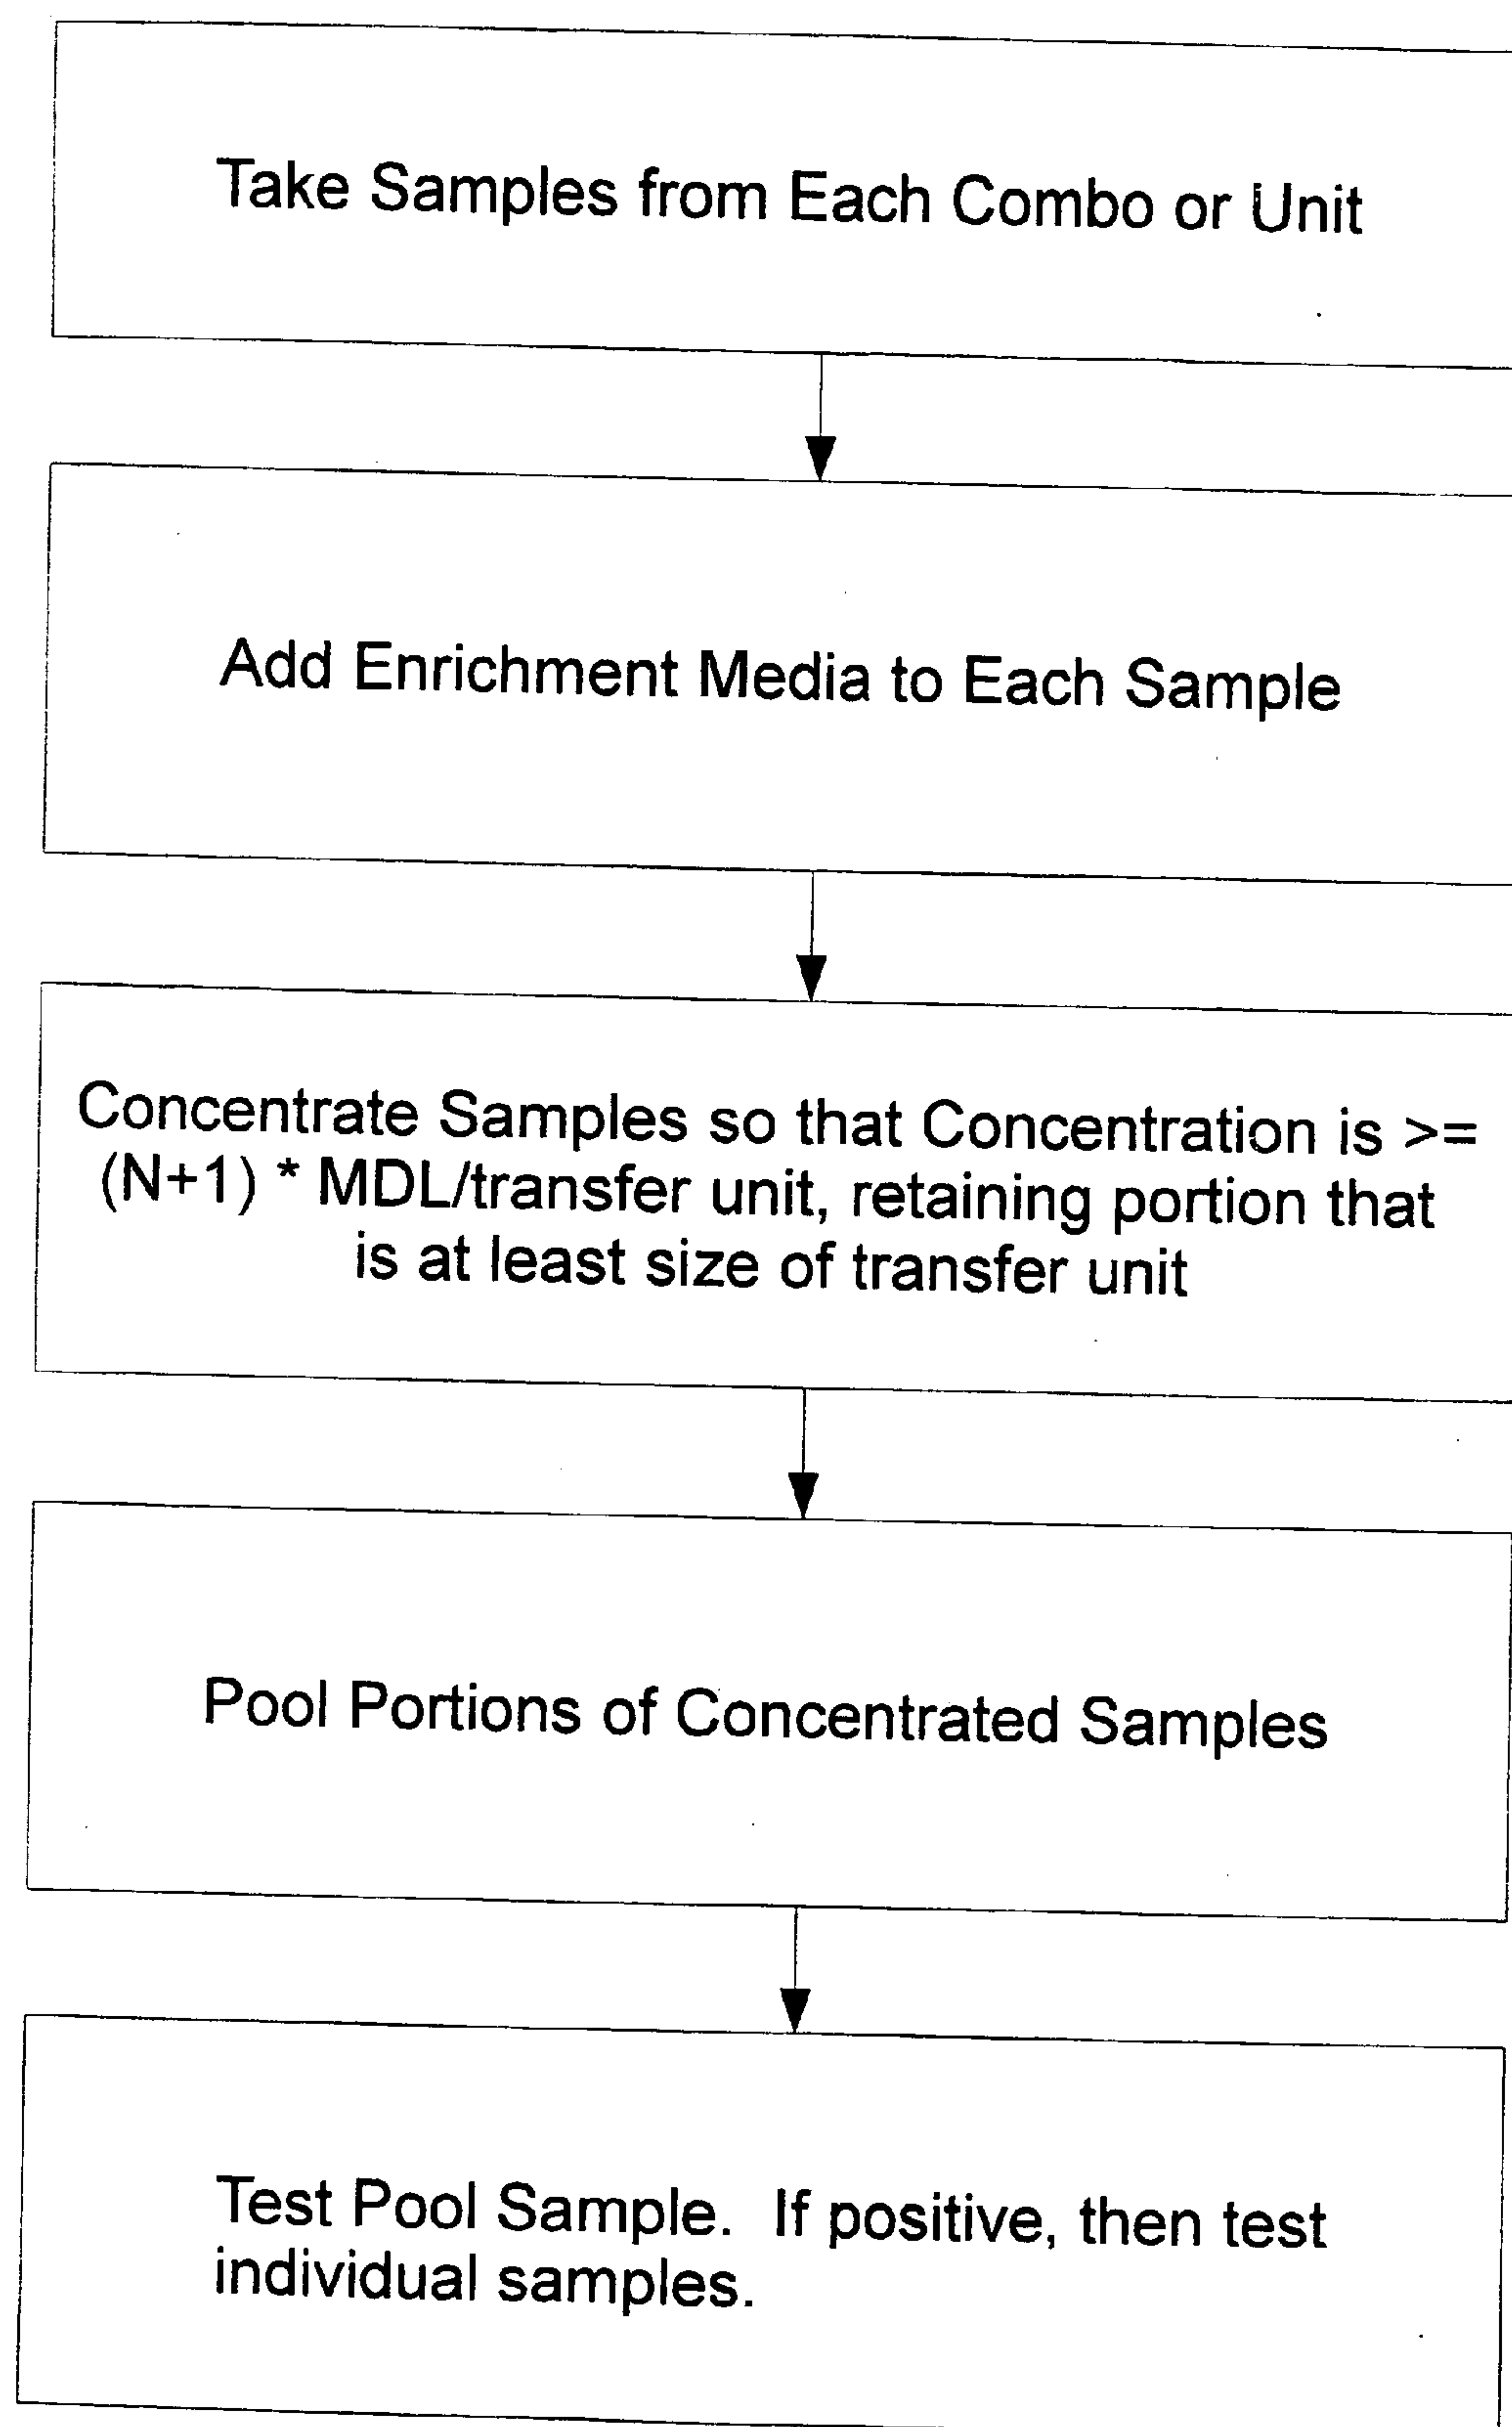 Take Samples from Each Combo or Unit
Add Enrichment Media to Each Sample
Concentrate Samples so that Concentration is >=
(N+1) * MDL/transfer unit, retaining portion that
is at least size of transfer unit
Pool Portions of Concentrated Samples
Test Pool Sample.  If positive, then test
individual samples.